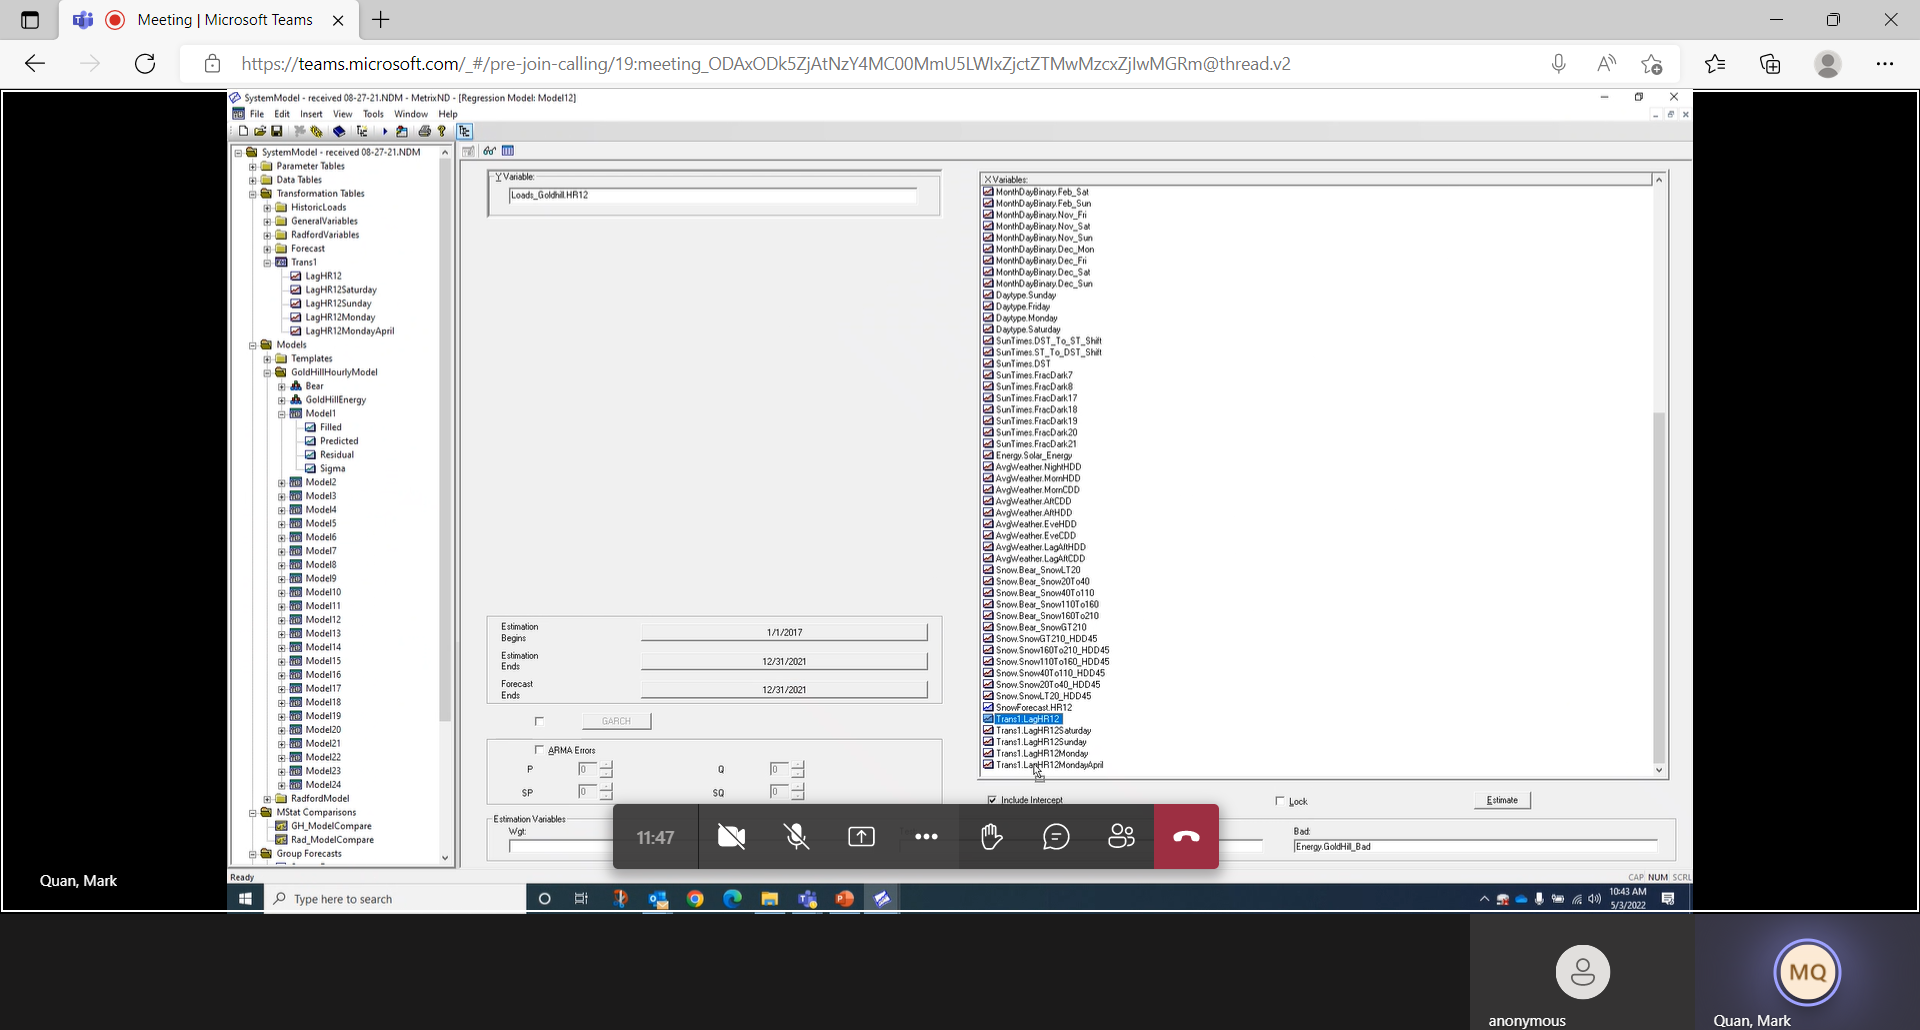 Meeting | Microsoft Teams
https://teams.microsoft.com/_#/pre-join-calling/19:meeting_ODAxODk5ZjAtNzY4MC00MmU5LWIxZjctZTMwMzcxZjIwMGRm@thread.v2
SystemModel - received 08-27-21.NDM - MetrixND - [Regression Model: Model12]
File Edit Insert View Tools Window Help
SystemModel - received 08-27-21.NDM
Parameter Tables
Data Tables
Transformation Tables
HistoricLoads
GeneralVariables
RadfordVariables
Forecast
Trans1
LagHR12
LagHR12Saturday
LagHR12Sunday
LagHR12Monday
LagHR12MondayApril
Models
Templates
GoldHillHourlyModel
Bear
GoldHillEnergy
Model1
Filled
Predicted
Residual
Sigma
Model2
Model3
Model4
Model5
Model6
Model7
Model8
Model9
Model10
Model11
Model12
Model13
Model14
Model15
Model16
Model17
Model18
Model19
Model20
Model21
Model22
Model23
Model24
RadfordModel
MStat Comparisons
GH_ModelCompare
Rad_ModelCompare
Group Forecasts
Y Variable:
Loads_Goldhill.HR12
Estimation Begins 1/1/2017
Estimation Ends 12/31/2021
Forecast Ends 12/31/2021
GARCH
ARMA Errors
P 0 Q 0
SP 0 SQ 0
Estimation Variables
Wgt:
X Variables:
MonthDayBinary.Feb_Sat
MonthDayBinary.Feb_Sun
MonthDayBinary.Nov_Fri
MonthDayBinary.Nov_Sat
MonthDayBinary.Nov_Sun
MonthDayBinary.Dec_Mon
MonthDayBinary.Dec_Fri
MonthDayBinary.Dec_Sat
MonthDayBinary.Dec_Sun
Daytype.Sunday
Daytype.Friday
Daytype.Monday
Daytype.Saturday
SunTimes.DST_To_ST_Shift
SunTimes.ST_To_DST_Shift
SunTimes.DST
SunTimes.FracDark7
SunTimes.FracDark8
SunTimes.FracDark17
SunTimes.FracDark18
SunTimes.FracDark19
SunTimes.FracDark20
SunTimes.FracDark21
Energy.Solar_Energy
AvgWeather.NightHDD
AvgWeather.MornHDD
AvgWeather.MornCDD
AvgWeather.AftCDD
AvgWeather.AftHDD
AvgWeather.EveHDD
AvgWeather.EveCDD
AvgWeather.LagAftHDD
AvgWeather.LagAftCDD
Snow.Bear_SnowLT20
Snow.Bear_Snow20To40
Snow.Bear_Snow40To110
Snow.Bear_Snow110To160
Snow.Bear_Snow160To210
Snow.Bear_SnowGT210
Snow.SnowGT210_HDD45
Snow.Snow160To210_HDD45
Snow.Snow110To160_HDD45
Snow.Snow40To110_HDD45
Snow.Snow20To40_HDD45
Snow.SnowLT20_HDD45
SnowForecast.HR12
Trans1.LagHR12
Trans1.LagHR12Saturday
Trans1.LagHR12Sunday
Trans1.LagHR12Monday
Trans1.LagHR12MondayApril
Include Intercept Lock Estimate
Bad:
Energy.GoldHill_Bad
11:47
Ready CAP NUM SCRL
Quan, Mark
Type here to search
10:43 AM
5/3/2022
MQ
anonymous
Quan, Mark